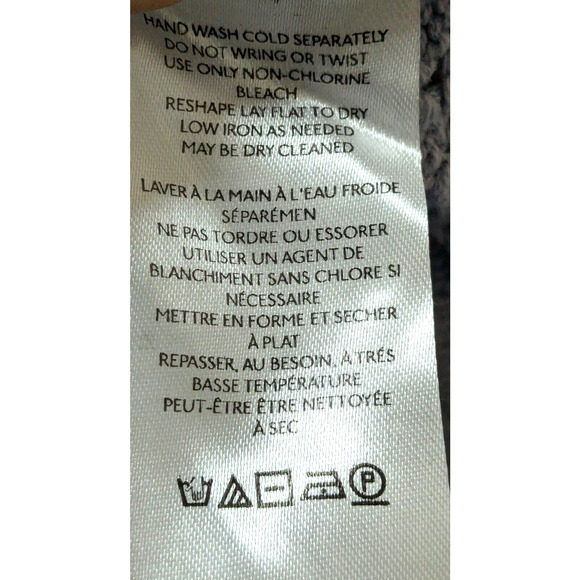 HAND WASH COLD SEPARATELY
DO NOT WRING OR TWIST
USE ONLY NON-CHLORINE
BLEACH
RESHAPE LAY FLAT TO DRY
LOW IRON AS NEEDED
MAY BE DRY CLEANED
LAVER À LA MAIN À L'EAU FROIDE
SÉPARÉMEN
NE PAS TORDRE OU ESSORER
UTILISER UN AGENT DE
BLANCHIMENT SANS CHLORE SI
NÉCESSAIRE
METTRE EN FORME ET SECHER
À PLAT
REPASSER, AU BESOIN, À TRÉS
BASSE TEMPÉRATURE
PEUT-ÊTRE ÊTRE NETTOYÉE
À SEC
P